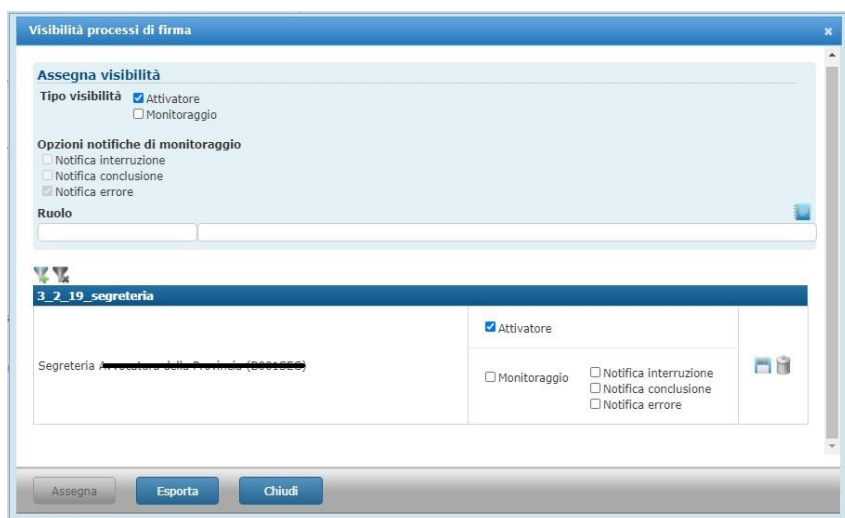 Visibilità processi di firma
Assegna visibilità
Tipo visibilità Attivatore
Monitoraggio
Opzioni notifiche di monitoraggio
Notifica interruzione
Notifica conclusione
Notifica errore
Ruolo
3_2_19_segreteria
Segreteria
Attivatore
Monitoraggio
Notifica interruzione
Notifica conclusione
Notifica errore
Assegna Esporta Chiudi